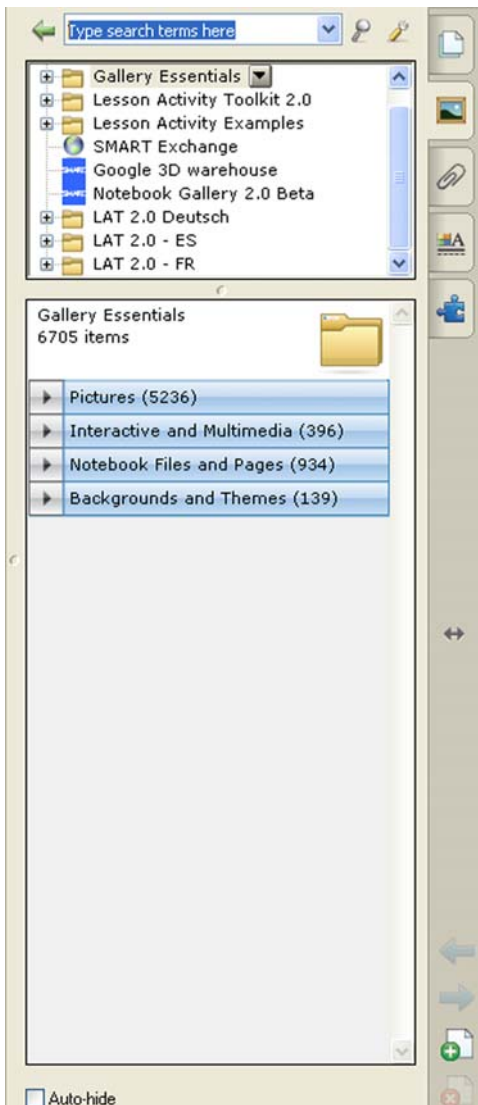 Type search terms here
Gallery Essentials
Lesson Activity Toolkit 2.0
Lesson Activity Examples
SMART Exchange
Google 3D warehouse
Notebook Gallery 2.0 Beta
LAT 2.0 Deutsch
LAT 2.0 - ES
LAT 2.0 - FR
Gallery Essentials
6705 items
Pictures (5236)
Interactive and Multimedia (396)
Notebook Files and Pages (934)
Backgrounds and Themes (139)
A
Auto-hide